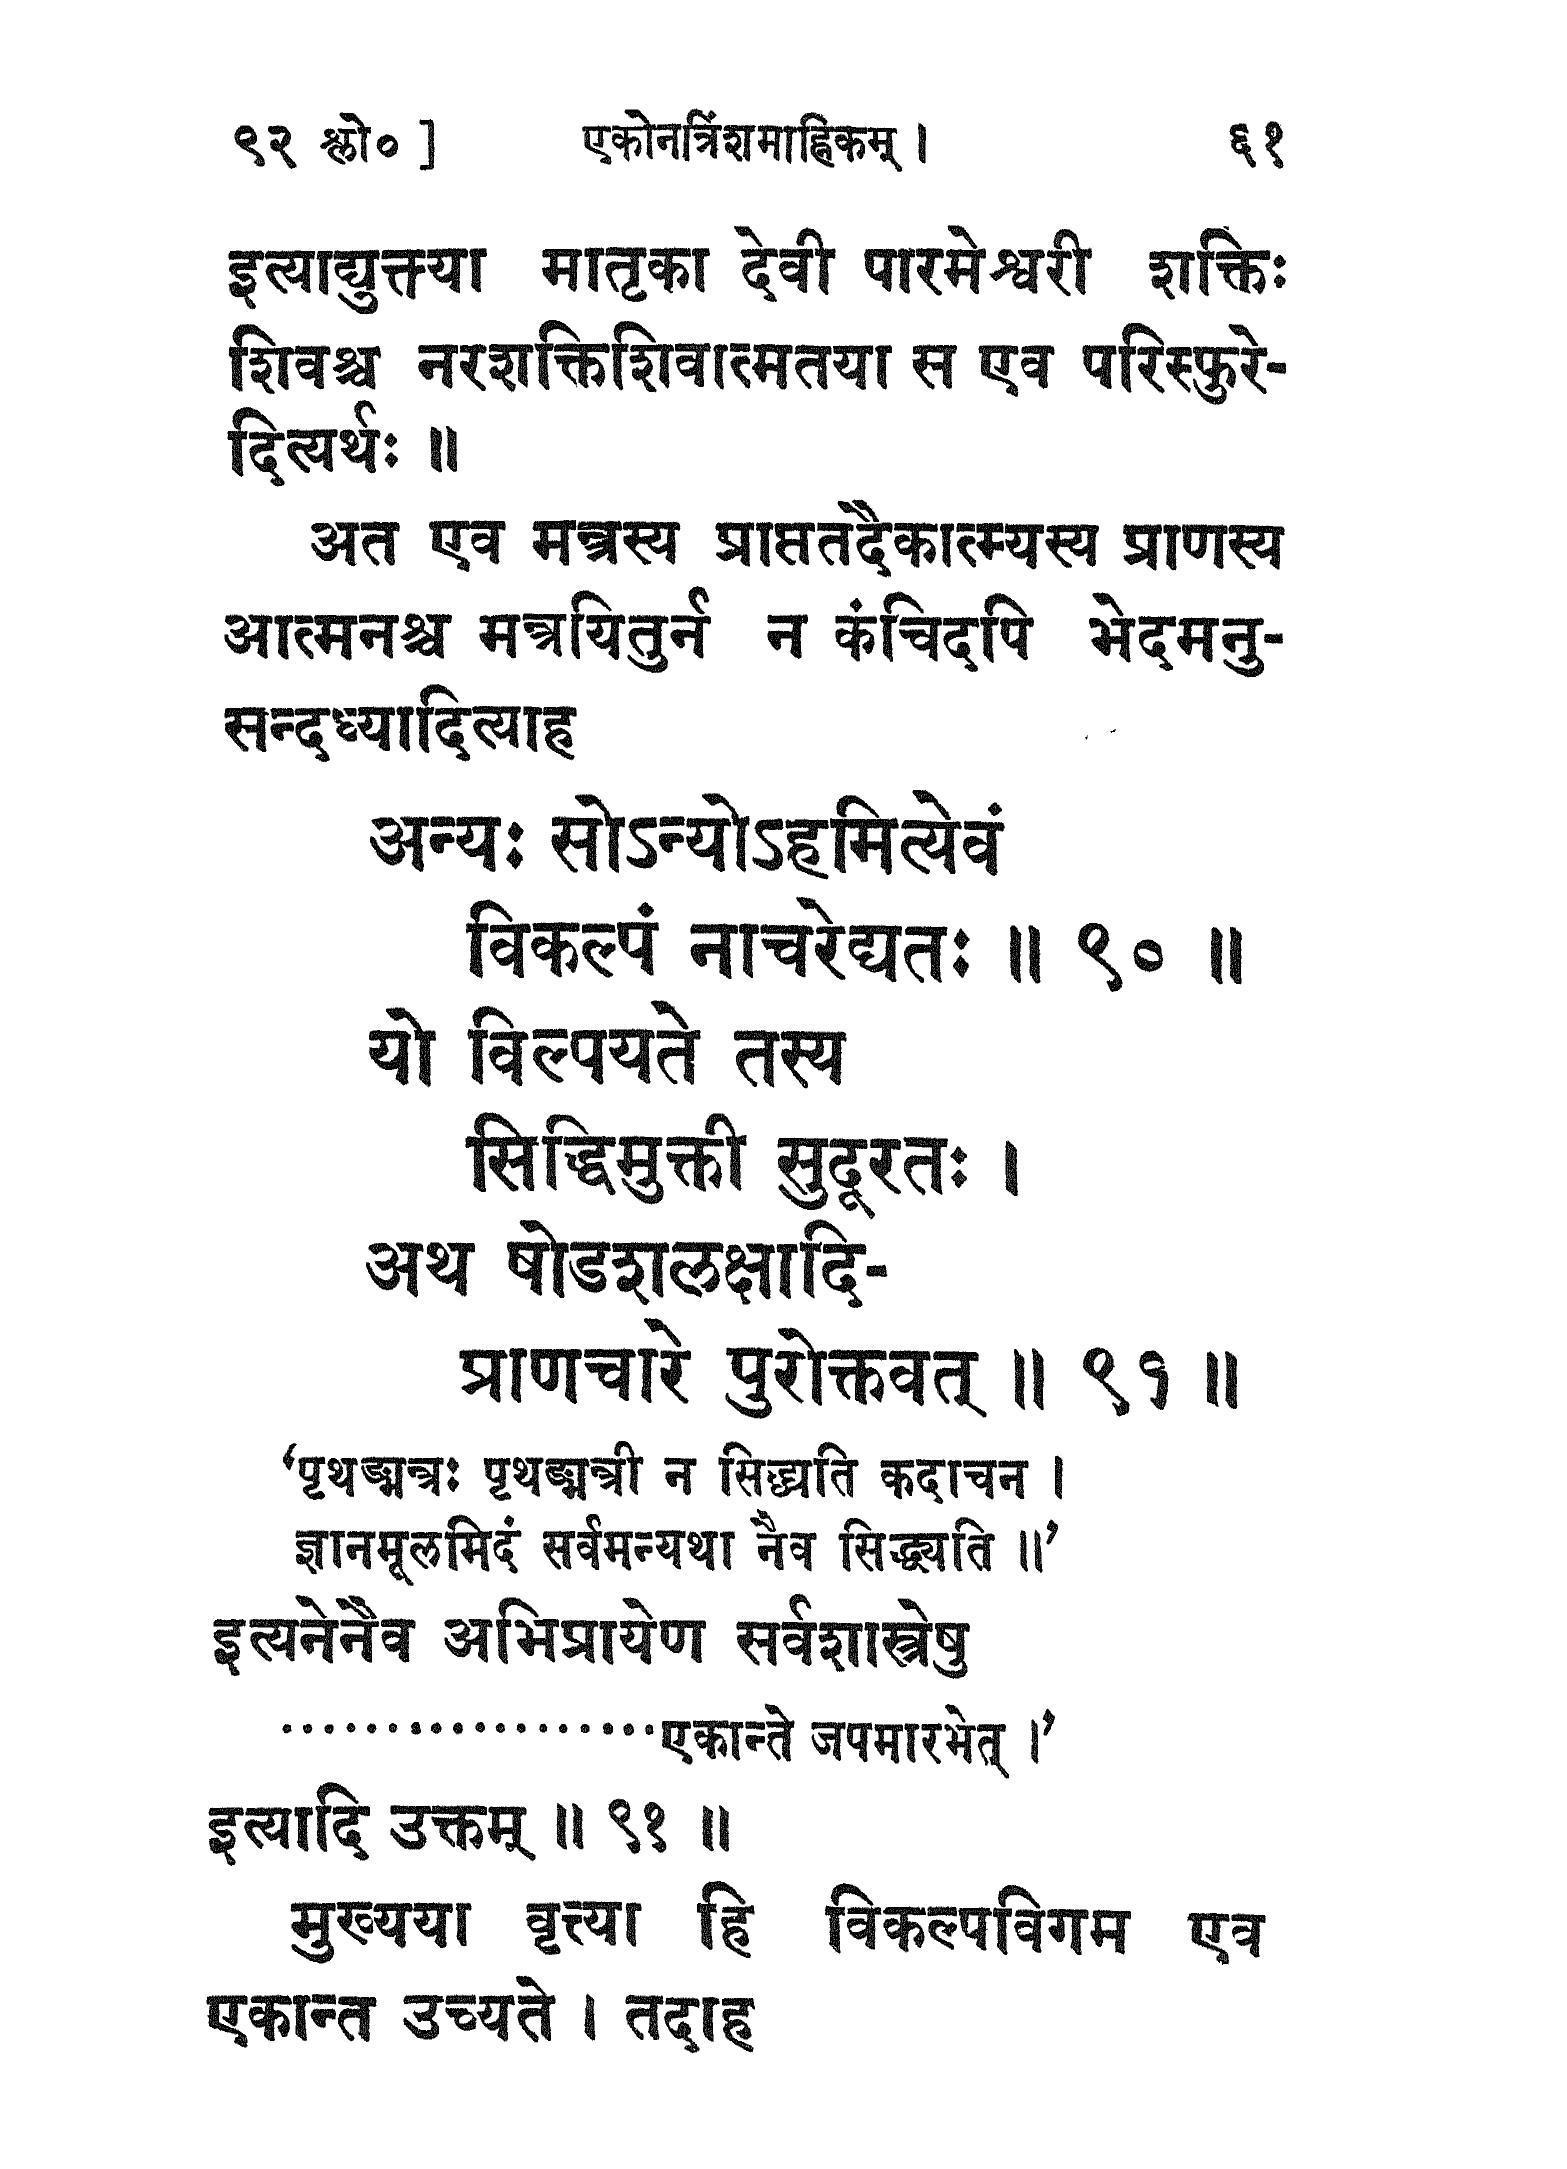 ९२ श्लो० ] एकोनत्रिंशमाह्निकम् । ६१
इत्याद्युक्त्या मातृका देवी पारमेश्वरी शक्तिः
शिवश्च नरशक्तिशिवात्मतया स एव परिस्फुरे-
दित्यर्थः ॥
अत एव मन्त्रस्य प्राप्ततदैकात्म्यस्य प्राणस्य
आत्मनश्च मन्त्रयितुर्न न कंचिदपि भेदमनु-
सन्दध्यादित्याह
अन्यः सोऽन्योऽहमित्येवं
विकल्पं नाचरेद्यतः ॥ ९० ॥
यो विल्पयते तस्य
सिद्धिमुक्ती सुदूरतः ।
अथ षोडशलक्षादि-
प्राणचारे पुरोक्तवत् ॥ ९१ ॥
‘पृथङ्मन्त्रः पृथङ्मन्त्री न सिद्ध्यति कदाचन ।
ज्ञानमूलमिदं सर्वमन्यथा नैव सिद्ध्यति ॥’
इत्यनेनैव अभिप्रायेण सर्वशास्त्रेषु
..................एकान्ते जपमारभेत् ।’
इत्यादि उक्तम् ॥ ९१ ॥
मुख्यया वृत्त्या हि विकल्पविगम एव
एकान्त उच्यते । तदाह